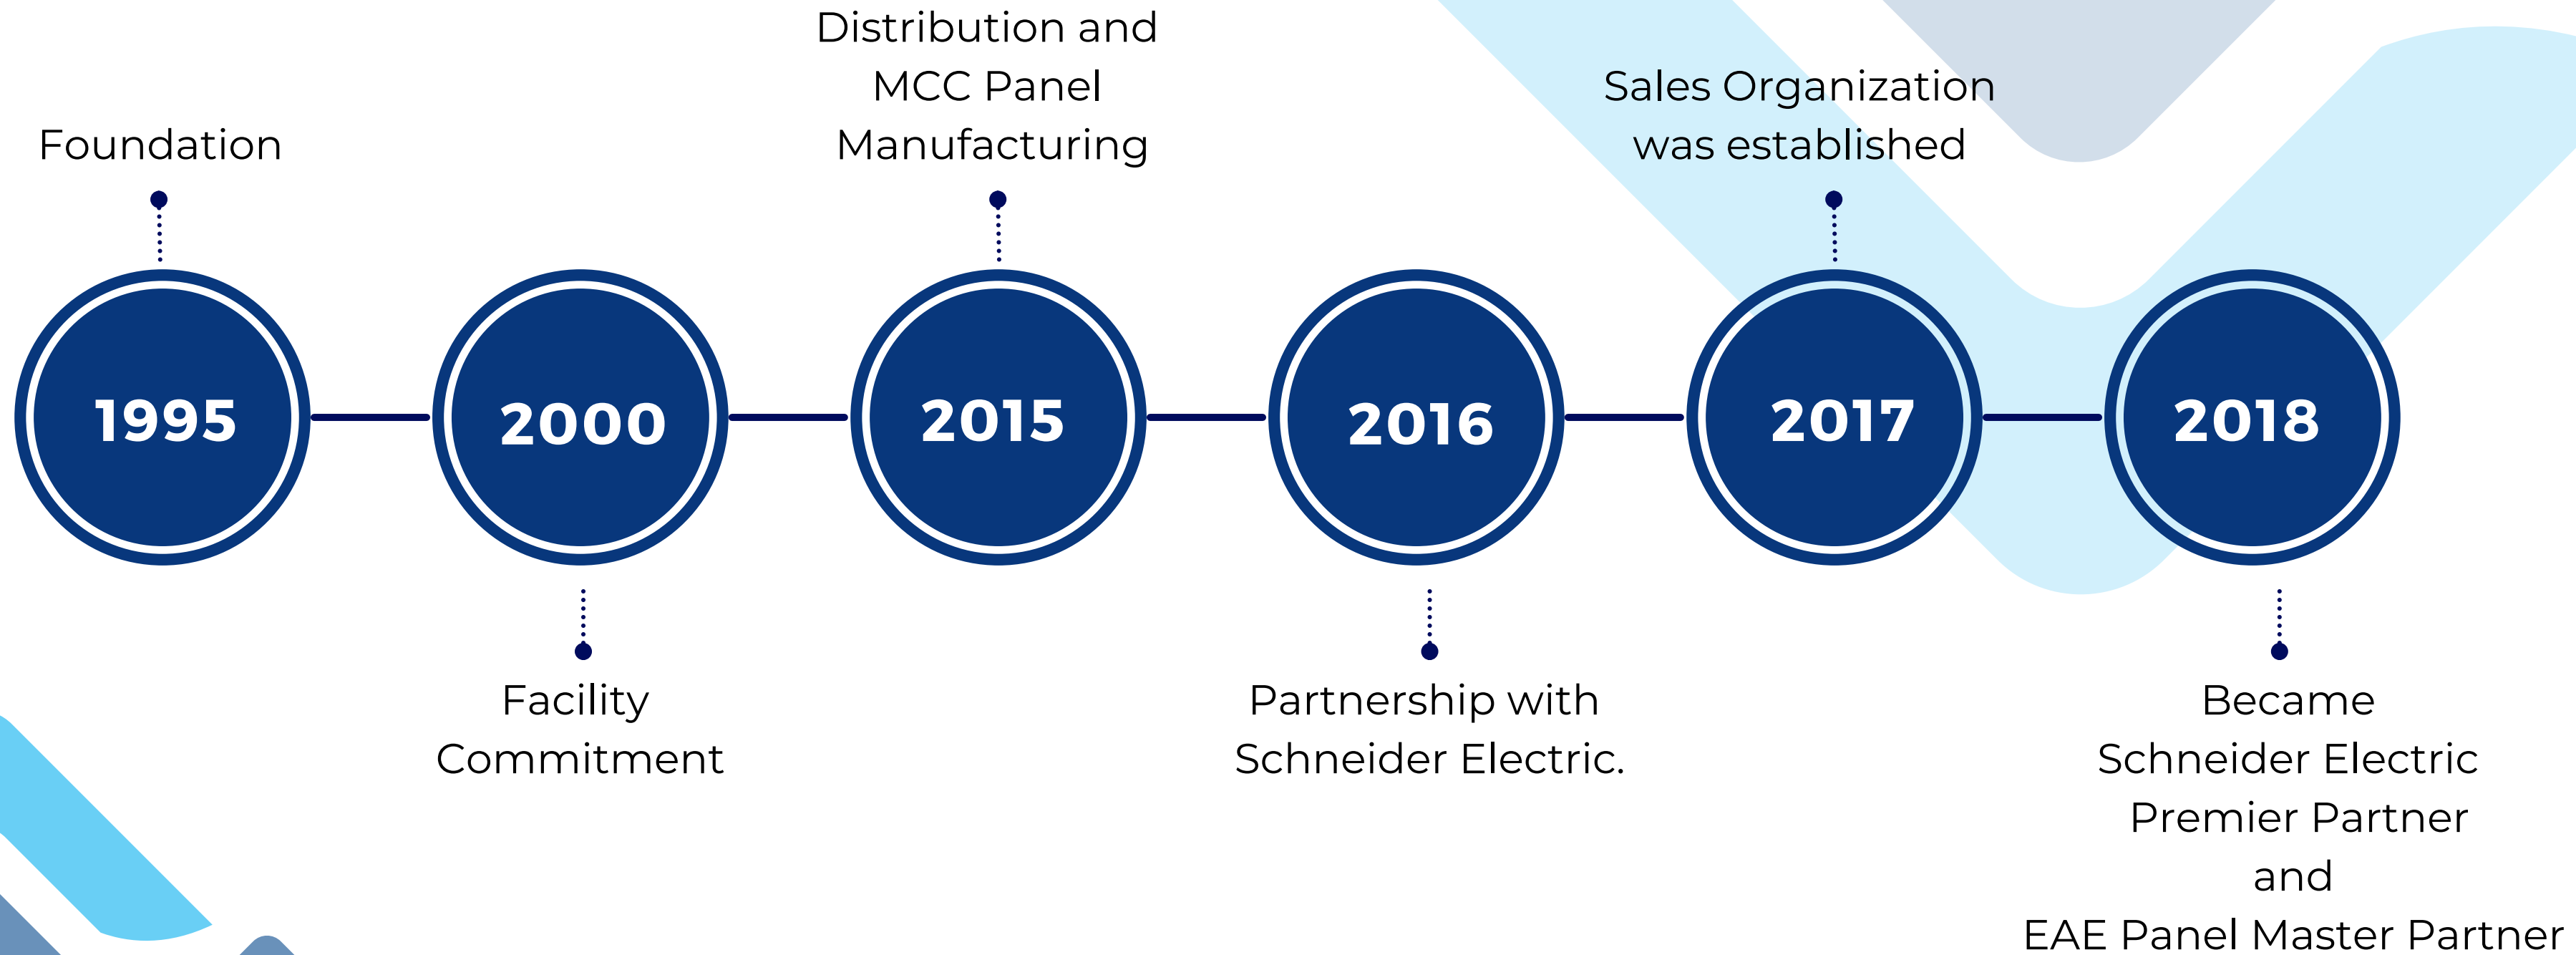 Foundation
1995
2000
Facility
Commitment
Distribution and
MCC Panel
Manufacturing
2015
2016
Partnership with
Schneider Electric.
Sales Organization
was established
2017
2018
Became
Schneider Electric
Premier Partner
and
EAE Panel Master Partner